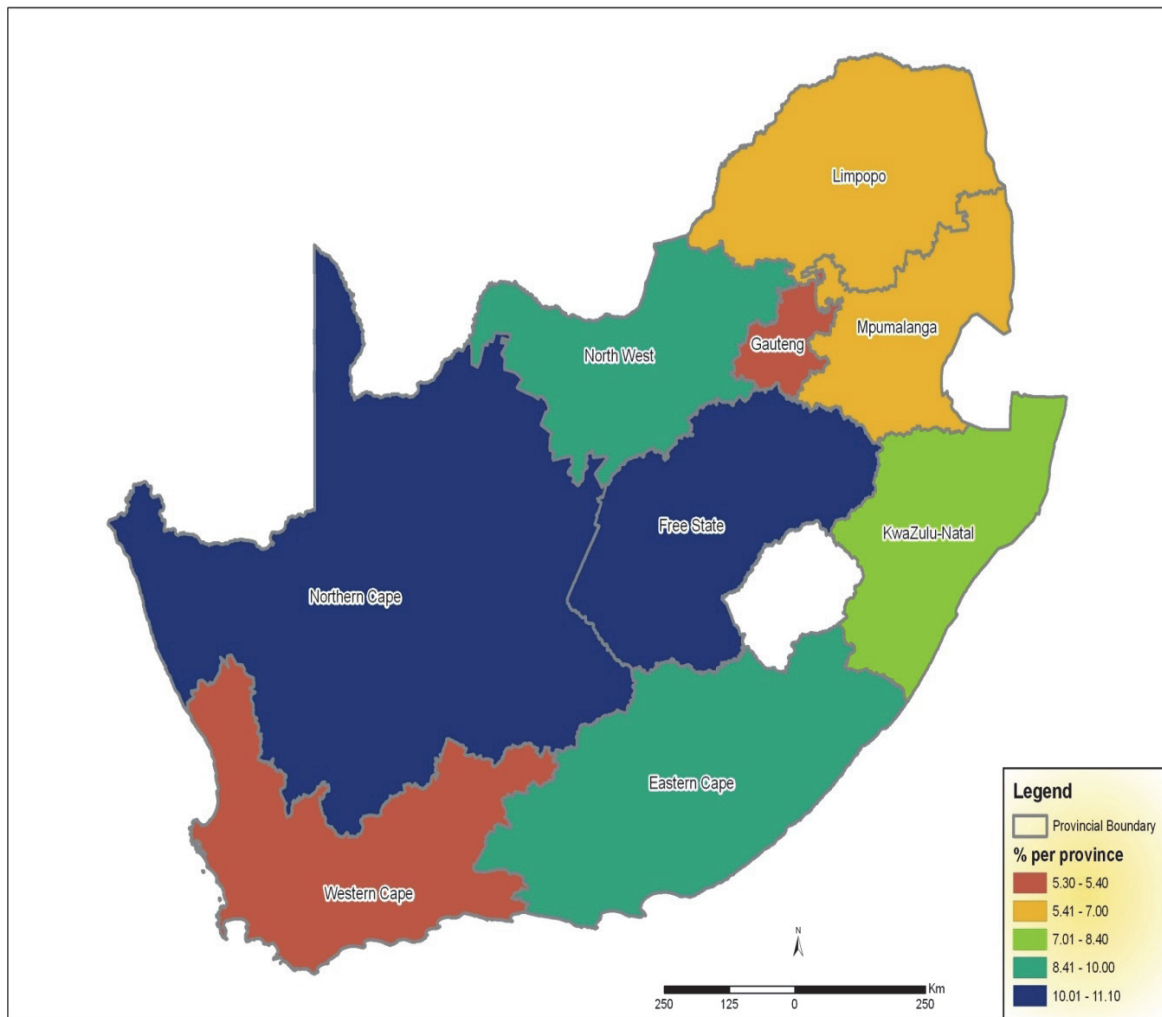 Limpopo
Mpumalanga
Gauteng
North West
Free State
KwaZulu-Natal
Northern Cape
Eastern Cape
Western Cape
N
Km
250 125 0 250
Legend
Provincial Boundary
% per province
5.30 - 5.40
5.41 - 7.00
7.01 - 8.40
8.41 - 10.00
10.01 - 11.10